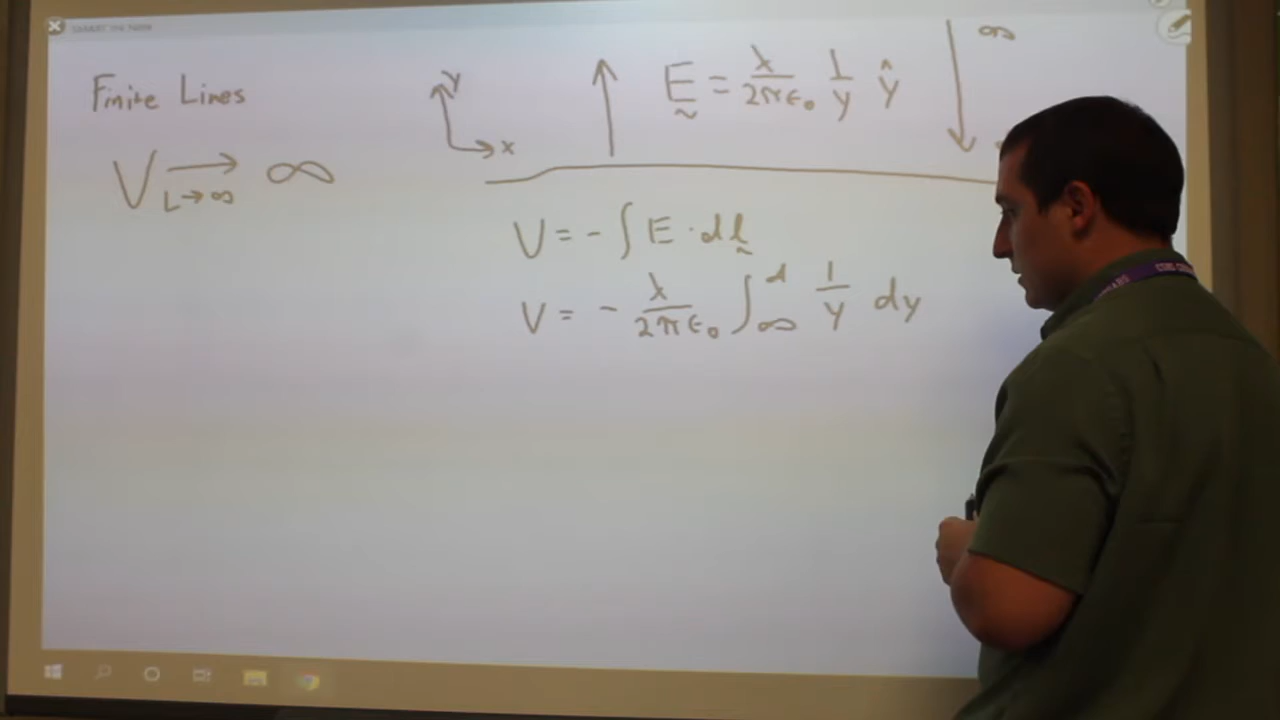 Finite Lines
V → ∞
L→∞
y
x
E = λ/2πε₀ 1/y ŷ
∞
V = - ∫ E · dl
V = - λ/2πε₀ ∫_∞^d 1/y dy